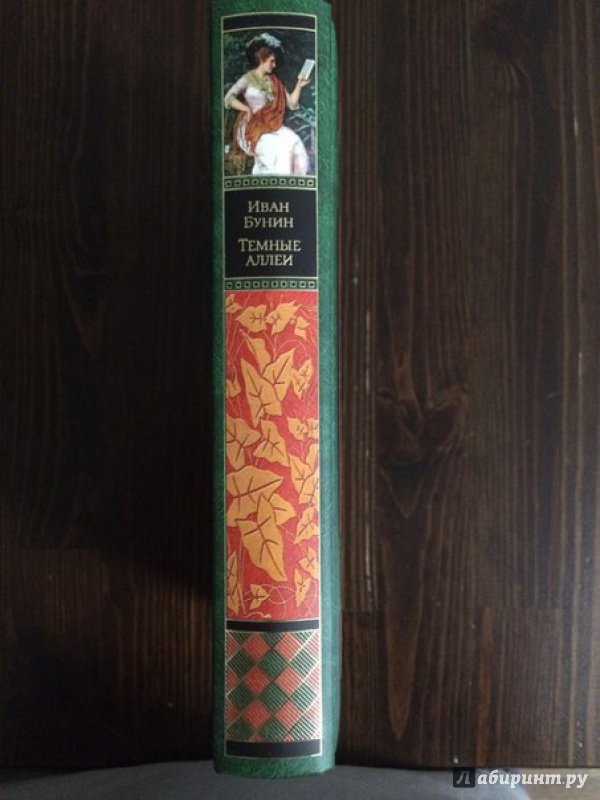 Иван
Бунин
Темные
аллеи
Лабиринт.ру